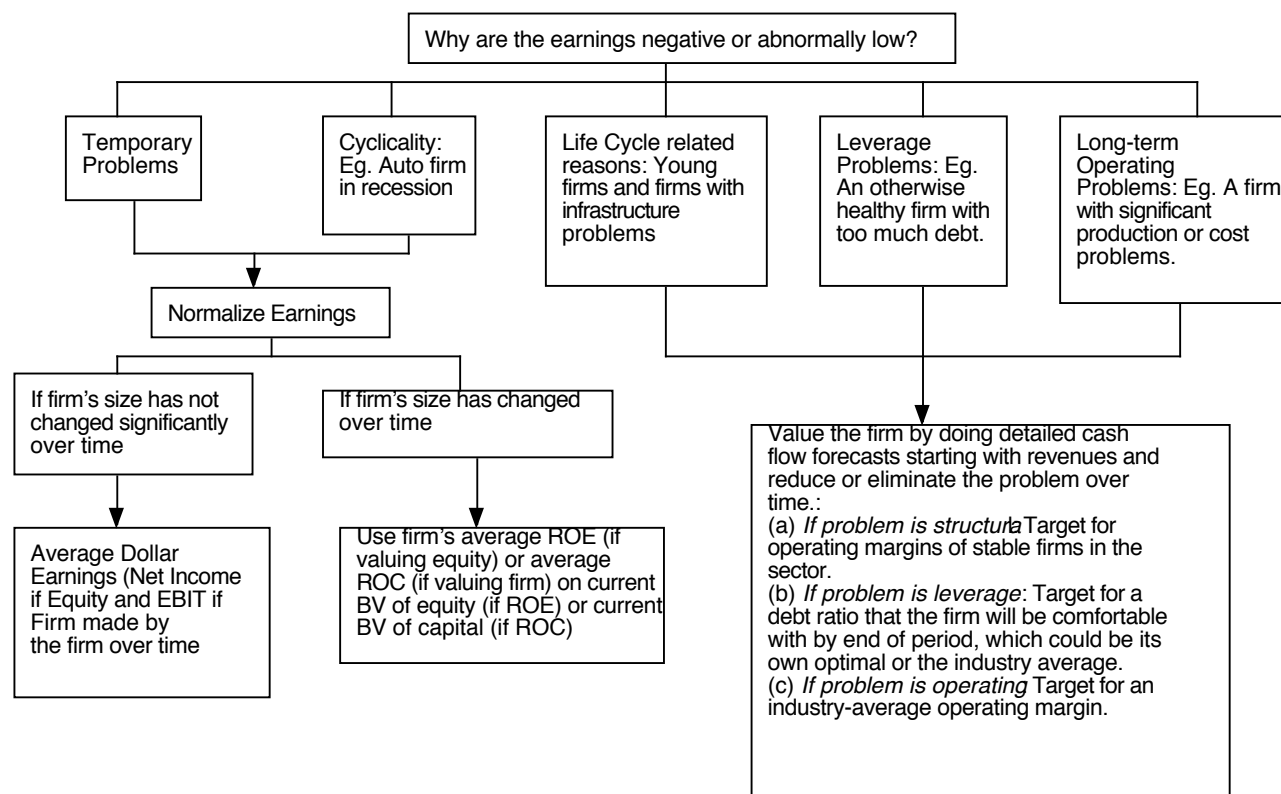 Why are the earnings negative or abnormally low?
Temporary
Problems
Cyclicality:
Eg. Auto firm
in recession
Life Cycle related
reasons: Young
firms and firms with
infrastructure
problems
Leverage
Problems: Eg.
An otherwise
healthy firm with
too much debt.
Long-term
Operating
Problems: Eg. A firm
with significant
production or cost
problems.
Normalize Earnings
If firm’s size has not
changed significantly
over time
If firm’s size has changed
over time
Average Dollar
Earnings (Net Income
if Equity and EBIT if
Firm made by
the firm over time
Use firm’s average ROE (if
valuing equity) or average
ROC (if valuing firm) on current
BV of equity (if ROE) or current
BV of capital (if ROC)
Value the firm by doing detailed cash
flow forecasts starting with revenues and
reduce or eliminate the problem over
time.:
(a) If problem is structural: Target for
operating margins of stable firms in the
sector.
(b) If problem is leverage: Target for a
debt ratio that the firm will be comfortable
with by end of period, which could be its
own optimal or the industry average.
(c) If problem is operating: Target for an
industry-average operating margin.